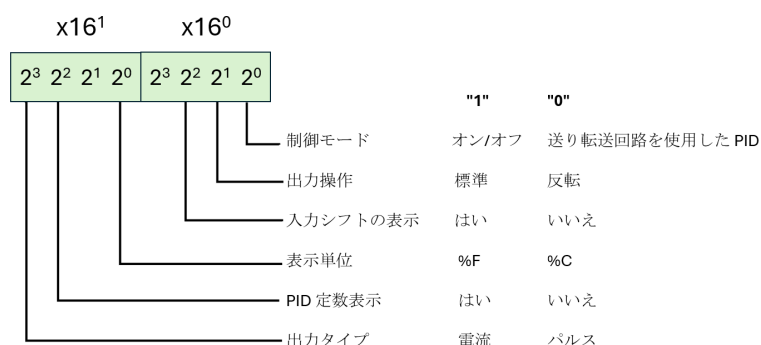 x16¹ x16⁰
2³ 2² 2¹ 2⁰ 2³ 2² 2¹ 2⁰
"1" "0"
制御モード オン/オフ 送り転送回路を使用した PID
出力操作 標準 反転
入力シフトの表示 はい いいえ
表示単位 %F %C
PID 定数表示 はい いいえ
出力タイプ 電流 パルス